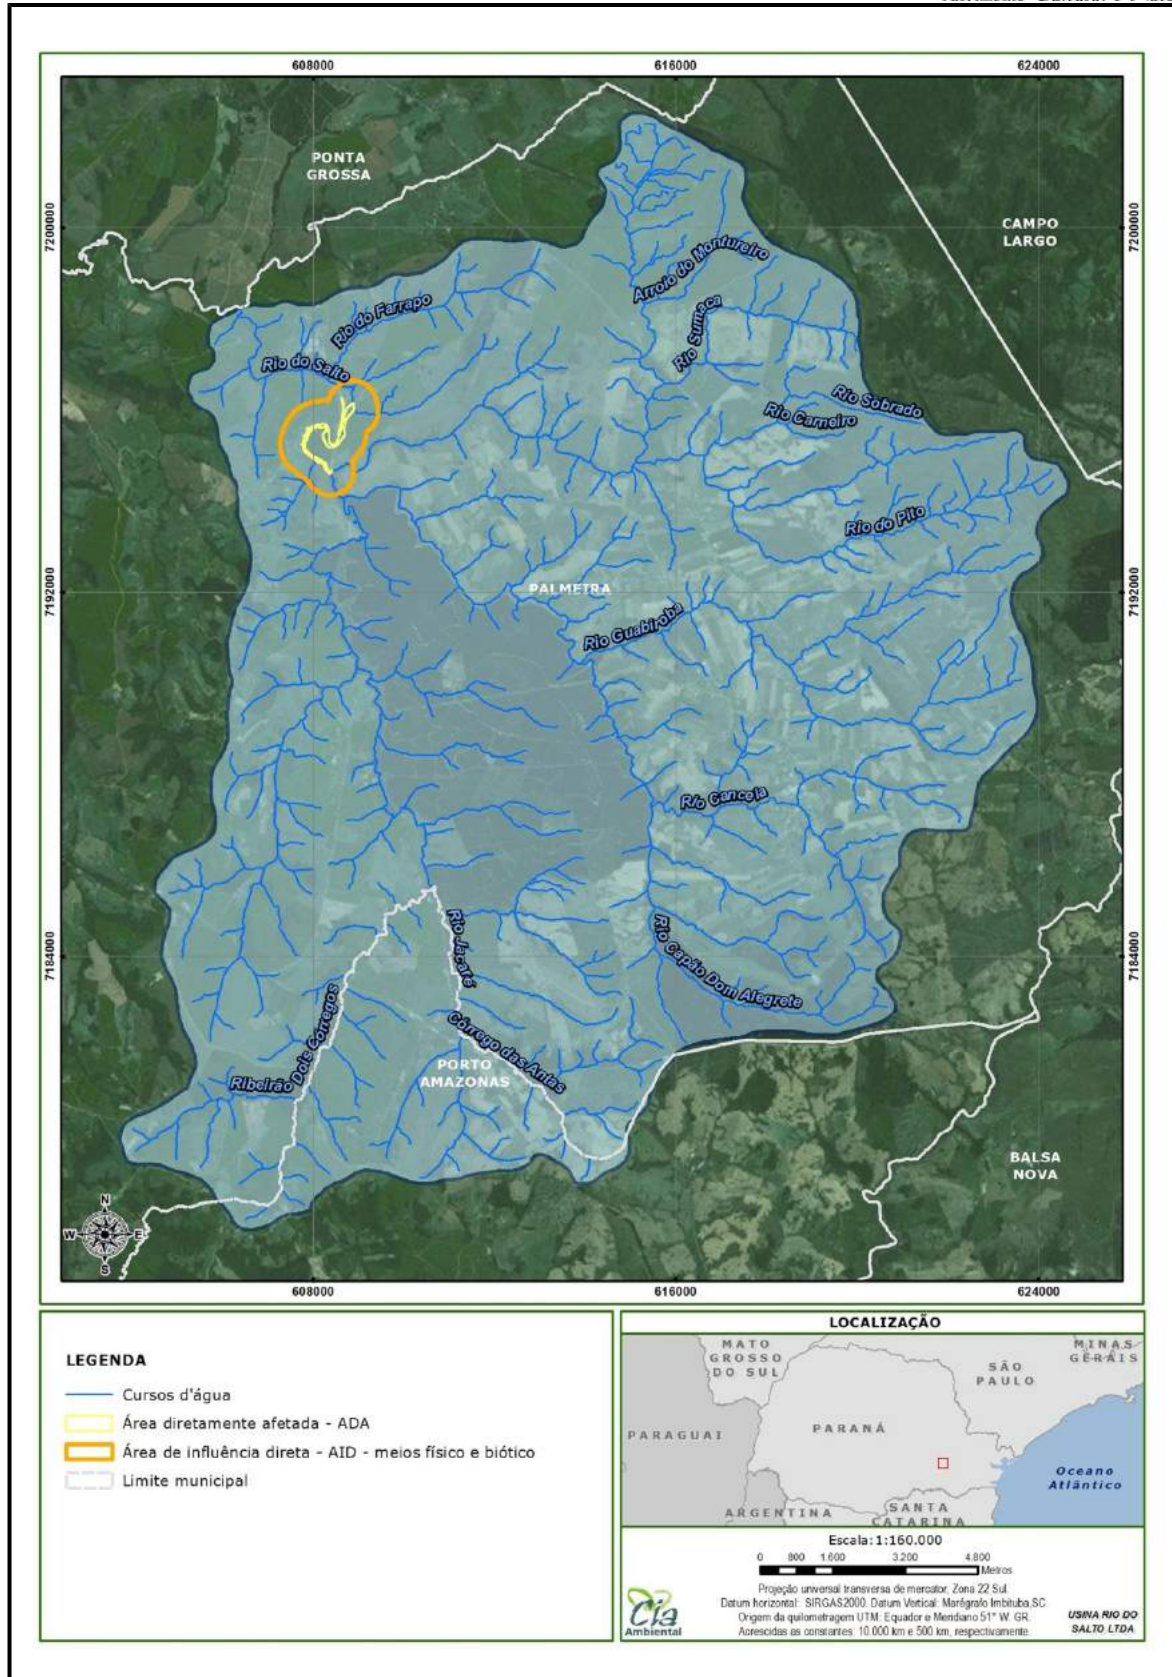 608000
616000
624000
PONTA
GROSSA
7200000
7200000
CAMPO
LARGO
Arroio do Montureiro
Rio do Farrapo
Rio Sumaca
Rio do Salto
Rio Sobrado
Rio Carneiro
Rio do Pito
7192000
7192000
PALMEIRA
Rio Guabiroba
Rio Cancela
7184000
7184000
Rio Jacaré
Rio Capão Dom Alegrete
Ribeirão Dois Córregos
Córrego das Antas
PORTO
AMAZONAS
BALSA
NOVA
N
W
E
S
608000
616000
624000
LEGENDA
Cursos d'água
Área diretamente afetada - ADA
Área de influência direta - AID - meios físico e biótico
Limite municipal
LOCALIZAÇÃO
MATO
GROSSO
DO SUL
MINAS
GERAIS
SÃO
PAULO
PARANÁ
PARAGUAI
Oceano
Atlântico
ARGENTINA
SANTA
CATARINA
Escala:1:160.000
0 800 1.600 3.200 4.800
Metros
Projeção universal transversa de mercator, Zona 22 Sul.
Datum horizontal: SIRGAS2000. Datum Vertical: Marégrafo Imbituba,SC.
Origem da quilometragem UTM: Equador e Meridiano 51° W. GR.
Acrescidas as constantes: 10.000 km e 500 km, respectivamente.
Cia
Ambiental
USINA RIO DO
SALTO LTDA